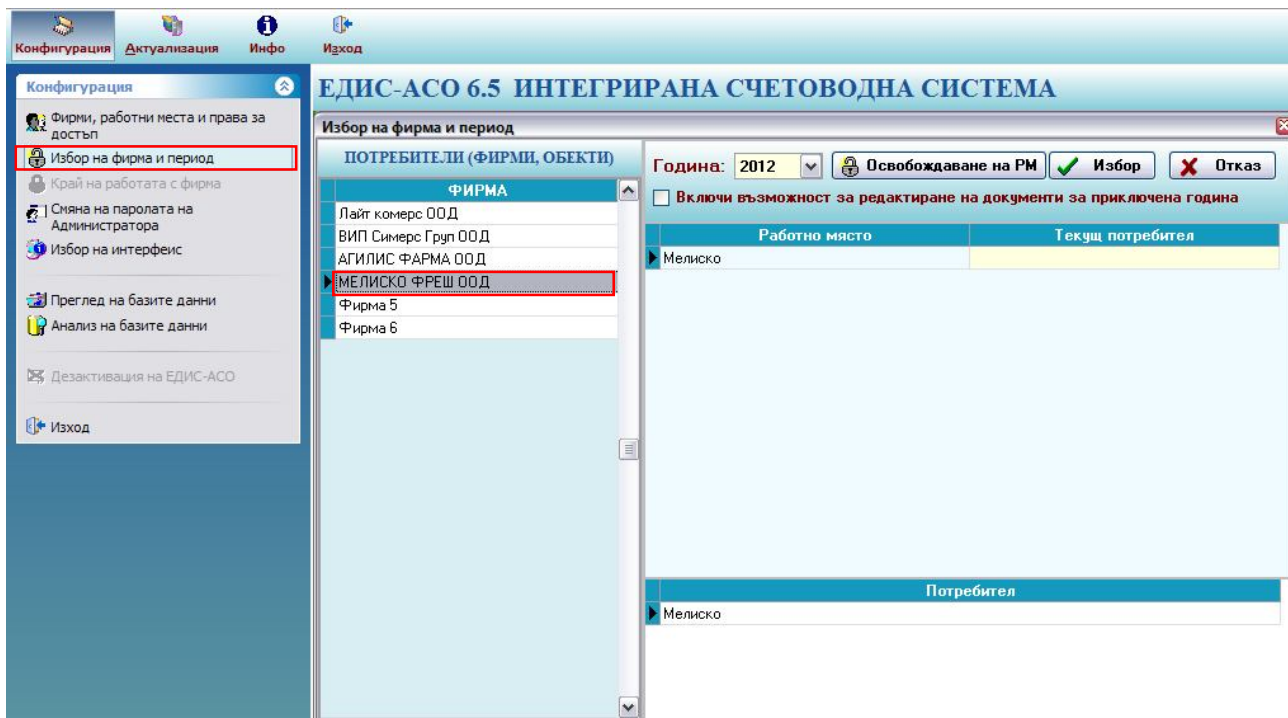 Конфигурация Актуализация Инфо Изход
Конфигурация
Фирми, работни места и права за
достъп
Избор на фирма и период
Край на работата с фирма
Смяна на паролата на
Администратора
Избор на интерфейс
Преглед на базите данни
Анализ на базите данни
Дезактивация на ЕДИС-АСО
Изход
ЕДИС-АСО 6.5 ИНТЕГРИРАНА СЧЕТОВОДНА СИСТЕМА
Избор на фирма и период
ПОТРЕБИТЕЛИ (ФИРМИ, ОБЕКТИ)
ФИРМА
Лайт комерс ООД
ВИП Симерс Груп ООД
АГИЛИС ФАРМА ООД
МЕЛИСКО ФРЕШ ООД
Фирма 5
Фирма 6
Година: 2012 Освобождаване на РМ Избор Отказ
Включи възможност за редактиране на документи за приключена година
Работно място Текущ потребител
Мелиско
Потребител
Мелиско